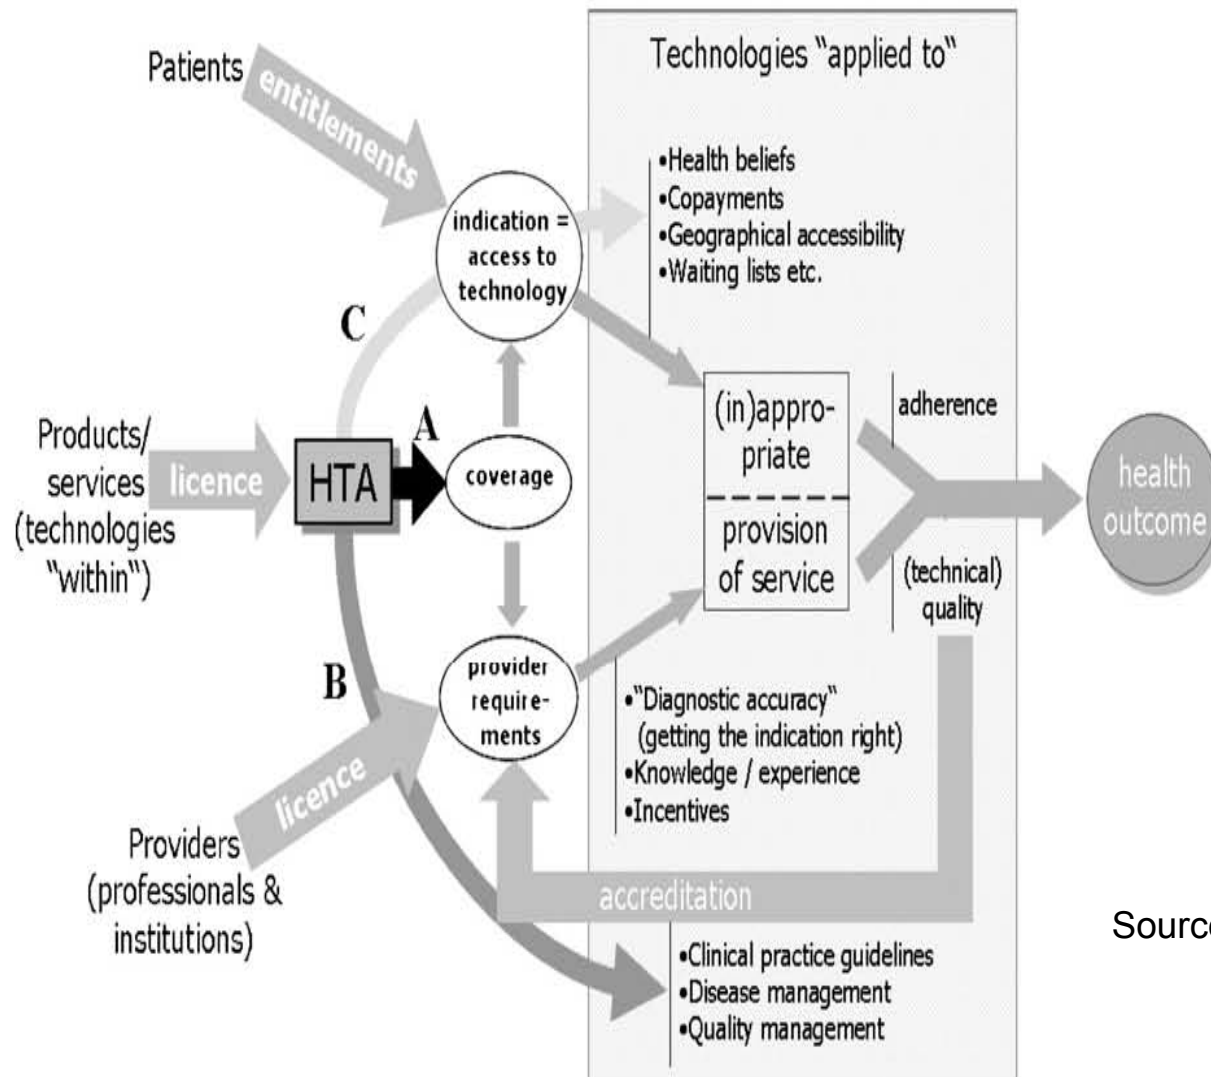 Technologies “applied to“
Patients
entitlements
•Health beliefs
•Copayments
•Geographical accessibility
•Waiting lists etc.
indication =
access to
technology
C
A
Products/
services
(technologies
“within“)
licence
HTA
coverage
(in)appro-
priate
provision
of service
adherence
(technical)
quality
health
outcome
B
provider
require-
ments
•“Diagnostic accuracy“
(getting the indication right)
•Knowledge / experience
•Incentives
licence
Providers
(professionals &
institutions)
accreditation
Source
•Clinical practice guidelines
•Disease management
•Quality management